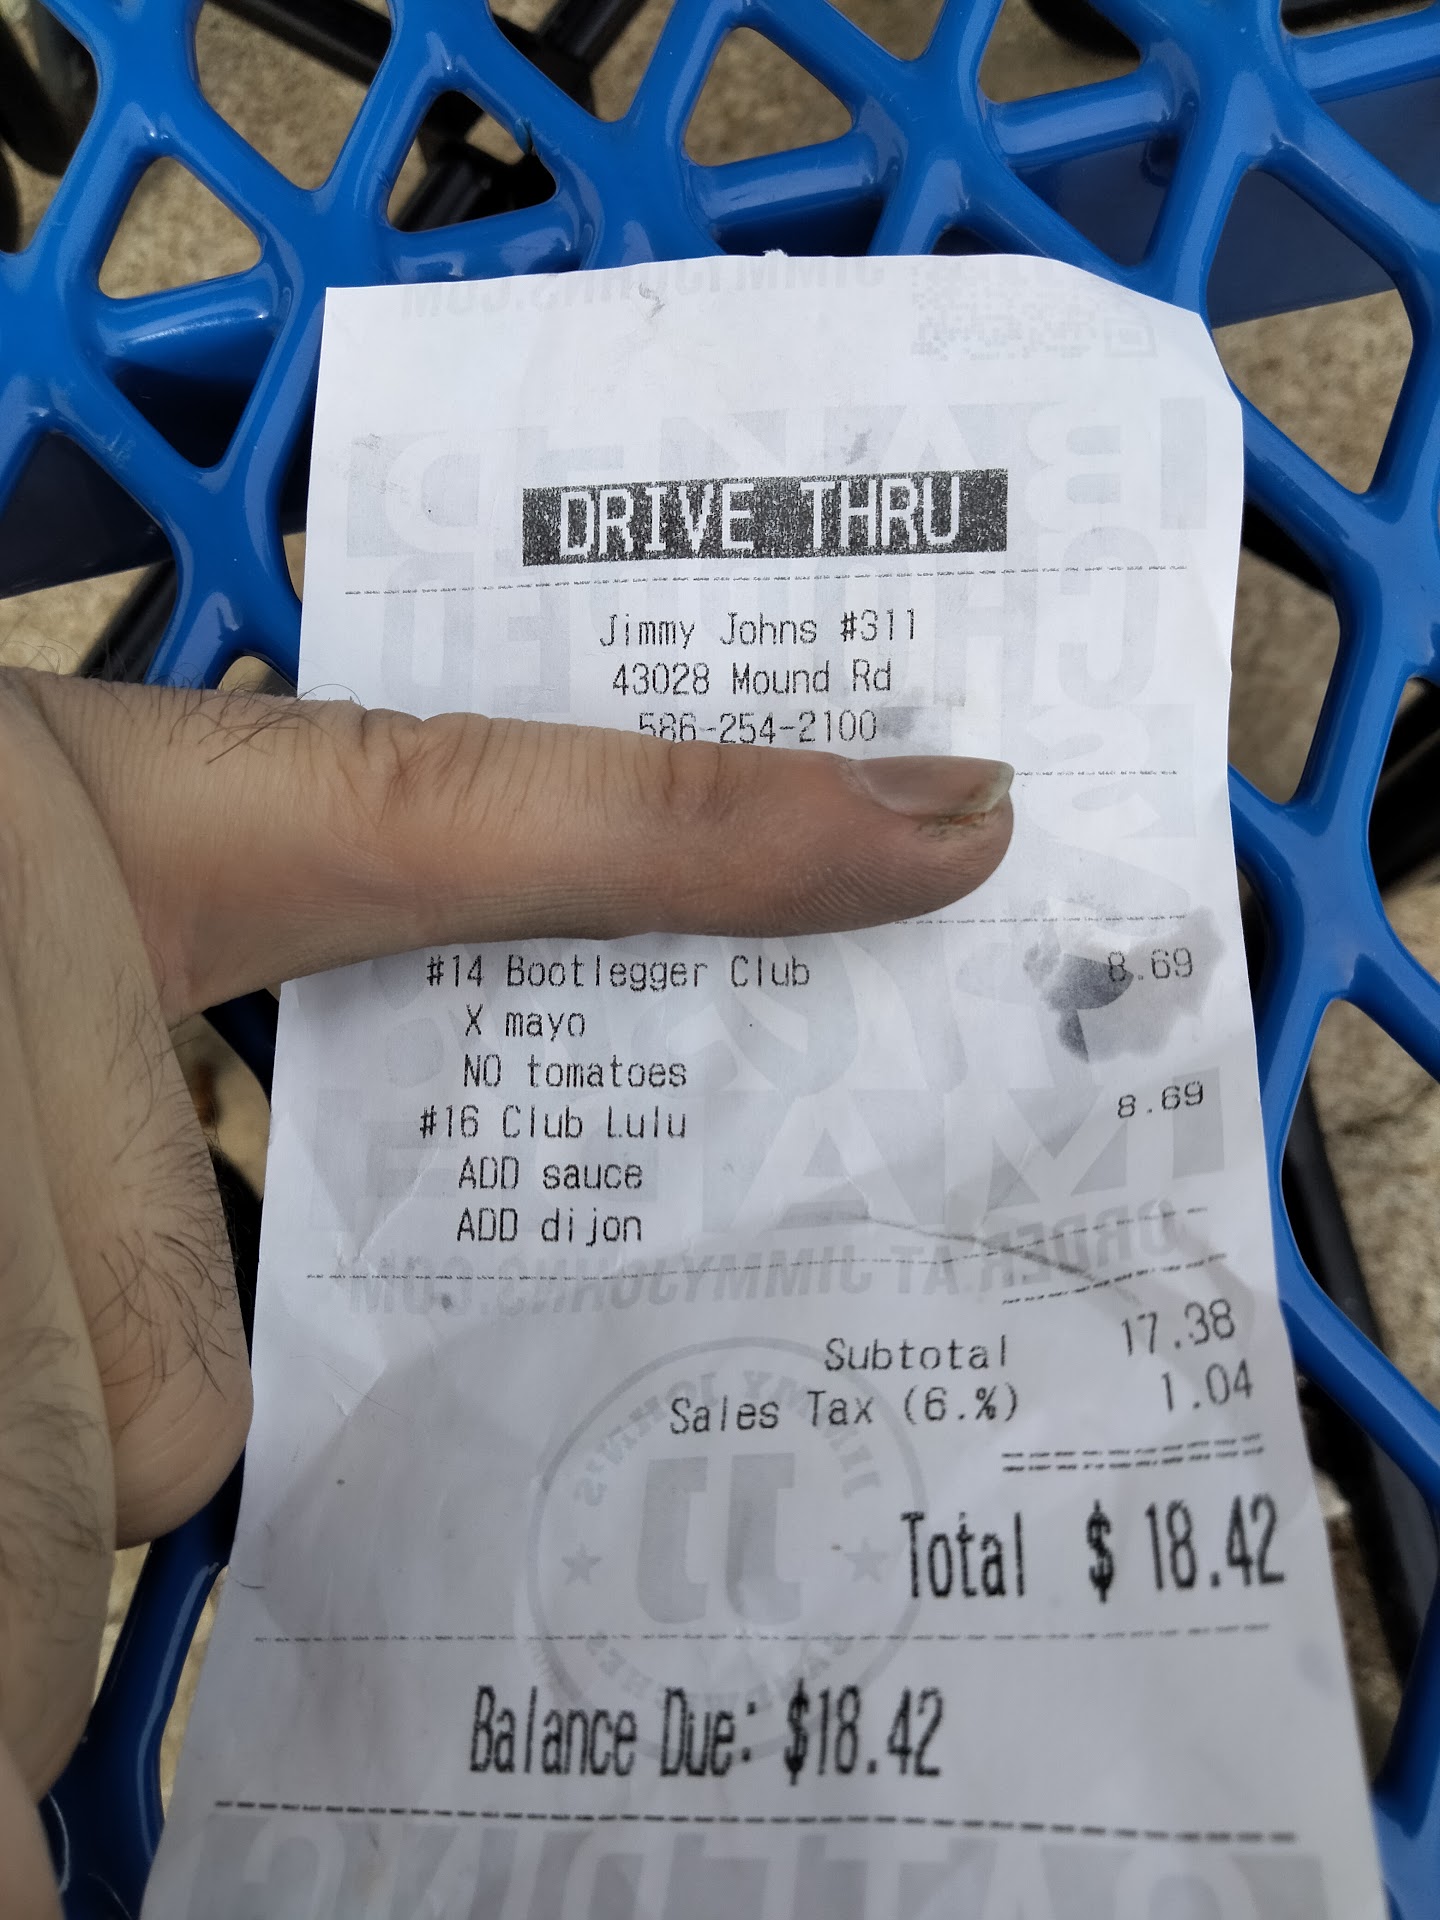 DRIVE THRU
Jimmy Johns #311
43028 Mound Rd
586-254-2100
#14 Bootlegger Club 8.69
X mayo
NO tomatoes
#16 Club Lulu 8.69
ADD sauce
ADD dijon
Subtotal 17.38
Sales Tax (6.%) 1.04
Total $ 18.42
Balance Due: $18.42